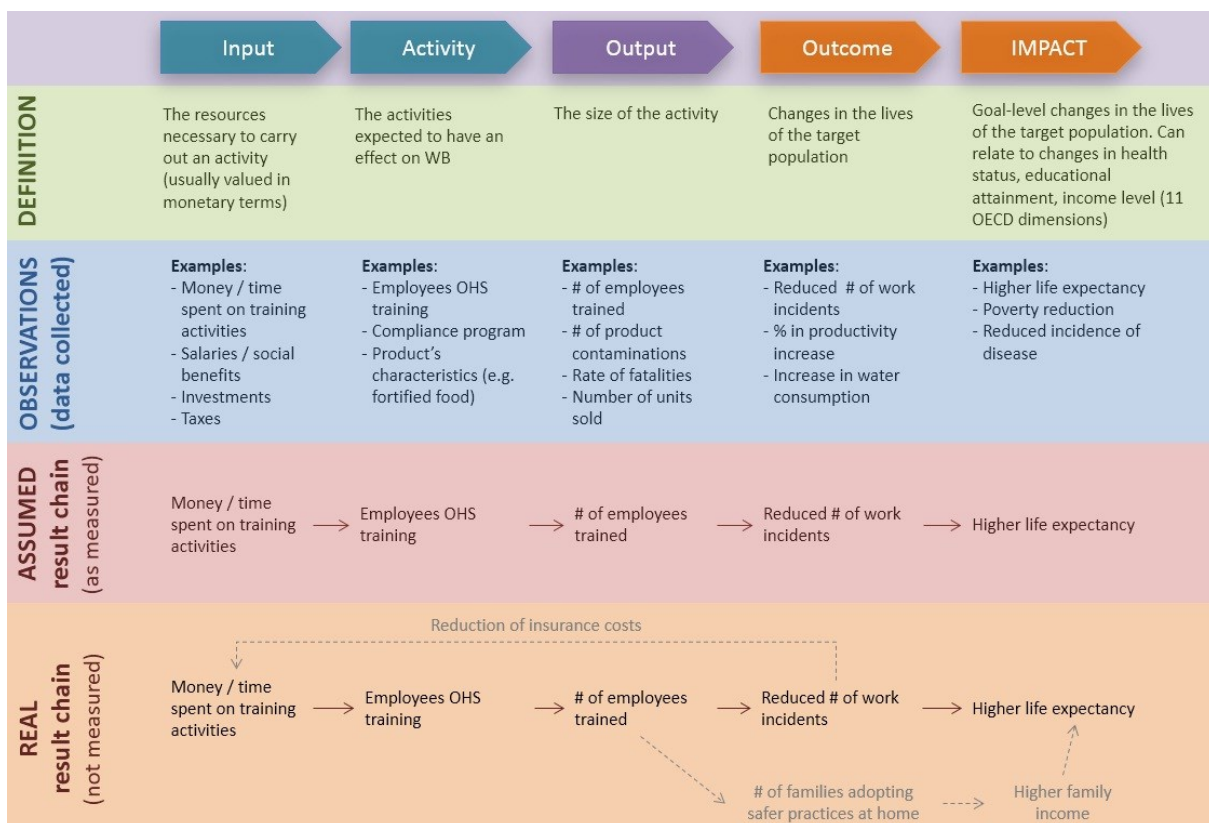 Input
Activity
Output
Outcome
IMPACT
DEFINITION
The resources
necessary to carry
out an activity
(usually valued in
monetary terms)
The activities
expected to have an
effect on WB
The size of the activity
Changes in the lives
of the target
population
Goal-level changes in the lives
of the target population. Can
relate to changes in health
status, educational
attainment, income level (11
OECD dimensions)
OBSERVATIONS
(data collected)
Examples:
- Money / time
spent on training
activities
- Salaries / social
benefits
- Investments
- Taxes
Examples:
- Employees OHS
training
- Compliance program
- Product's
characteristics (e.g.
fortified food)
Examples:
- # of employees
trained
- # of product
contaminations
- Rate of fatalities
- Number of units
sold
Examples:
- Reduced # of work
incidents
- % in productivity
increase
- Increase in water
consumption
Examples:
- Higher life expectancy
- Poverty reduction
- Reduced incidence of
disease
ASSUMED
result chain
(as measured)
Money / time
spent on training
activities
Employees OHS
training
# of employees
trained
Reduced # of work
incidents
Higher life expectancy
REAL
result chain
(not measured)
Reduction of insurance costs
Money / time
spent on training
activities
Employees OHS
training
# of employees
trained
Reduced # of work
incidents
Higher life expectancy
# of families adopting
safer practices at home
Higher family
income